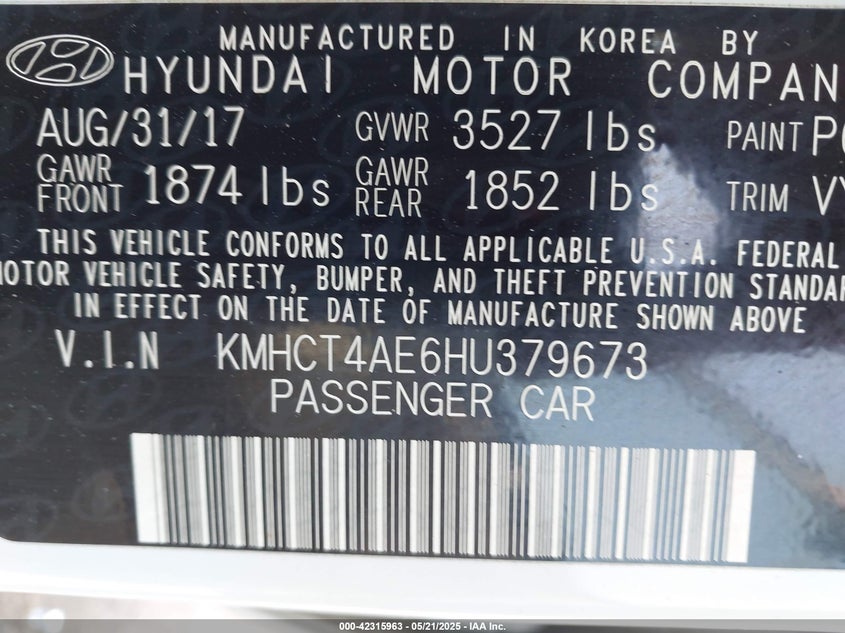 MANUFACTURED IN KOREA BY
HYUNDAI MOTOR COMPAN
AUG/31/17 GVWR 3527 lbs PAINT
GAWR FRONT 1874 lbs GAWR REAR 1852 lbs TRIM VY
THIS VEHICLE CONFORMS TO ALL APPLICABLE U.S.A. FEDERAL
MOTOR VEHICLE SAFETY, BUMPER, AND THEFT PREVENTION STANDAR
IN EFFECT ON THE DATE OF MANUFACTURE SHOWN ABOVE
V.I.N KMHCT4AE6HU379673
PASSENGER CAR
000-42315963 - 05/21/2025 - IAA Inc.